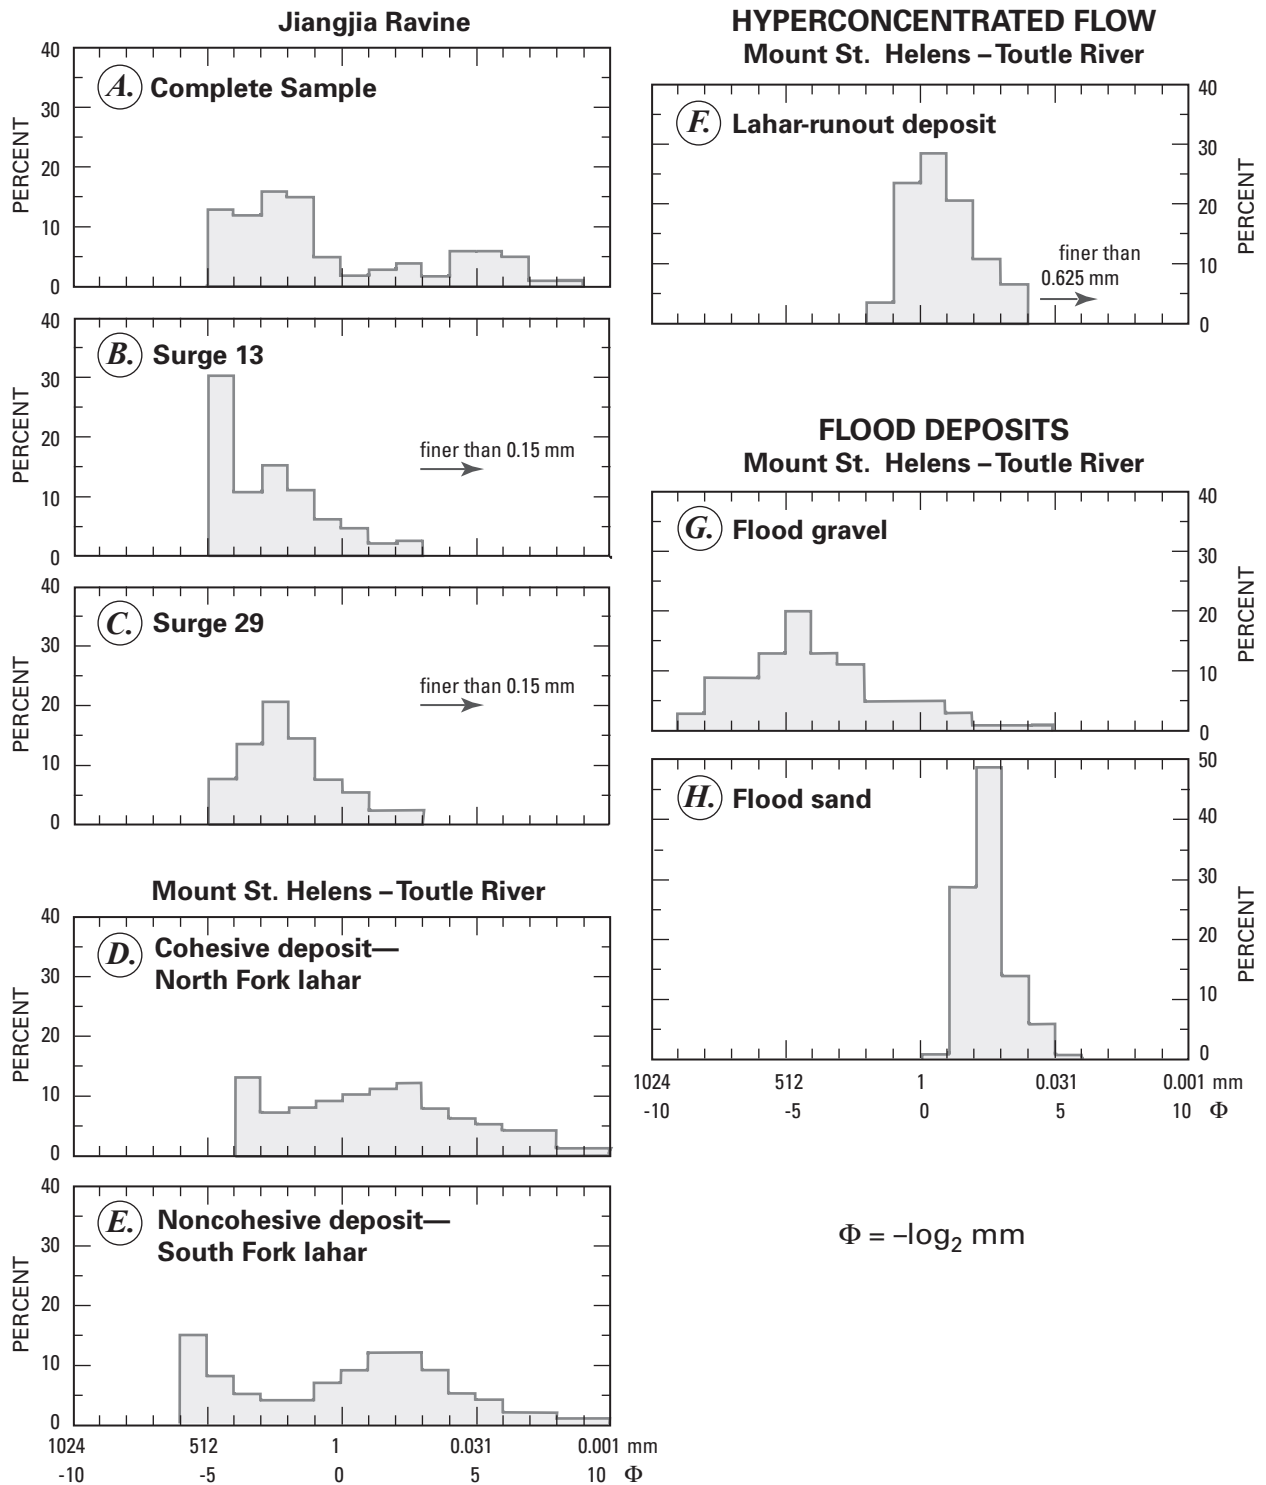 Jiangjia Ravine
40
30
20
10
0
PERCENT
A. Complete Sample
40
30
20
10
0
PERCENT
B. Surge 13
finer than 0.15 mm
40
30
20
10
0
PERCENT
C. Surge 29
finer than 0.15 mm
Mount St. Helens – Toutle River
40
30
20
10
0
PERCENT
D. Cohesive deposit—
North Fork lahar
40
30
20
10
0
PERCENT
E. Noncohesive deposit—
South Fork lahar
1024 512 1 0.031 0.001 mm
-10 -5 0 5 10 Φ
HYPERCONCENTRATED FLOW
Mount St. Helens – Toutle River
F. Lahar-runout deposit
finer than
0.625 mm
40
30
20
10
0
PERCENT
FLOOD DEPOSITS
Mount St. Helens – Toutle River
G. Flood gravel
40
30
20
10
0
PERCENT
H. Flood sand
50
40
30
20
10
0
PERCENT
1024 512 1 0.031 0.001 mm
-10 -5 0 5 10 Φ
Φ = –log₂ mm